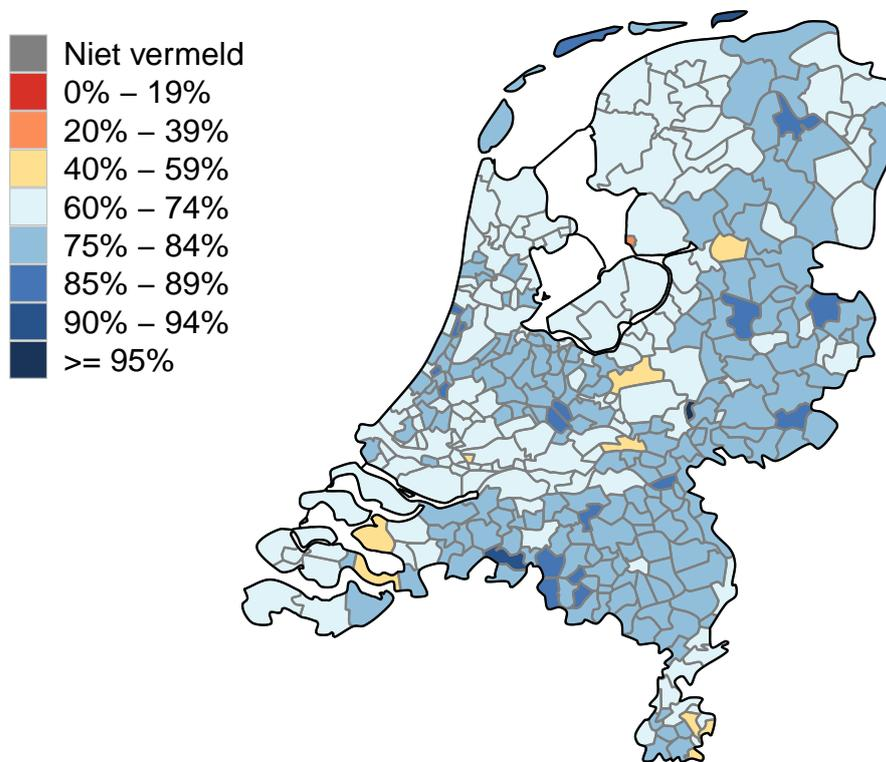 Niet vermeld
0% – 19%
20% – 39%
40% – 59%
60% – 74%
75% – 84%
85% – 89%
90% – 94%
>= 95%